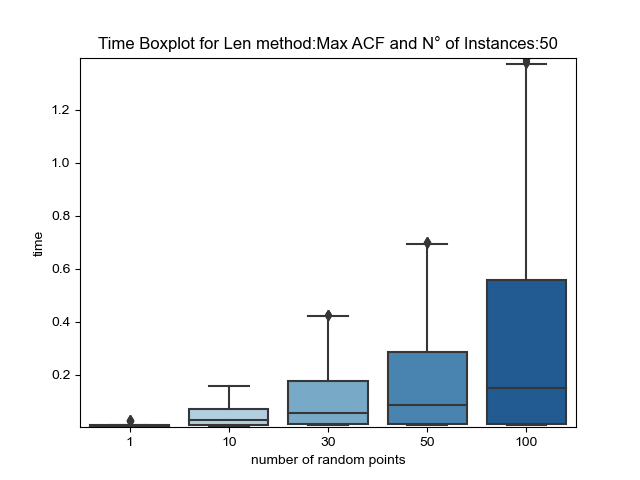 Time Boxplot for Len method:Max ACF and N° of Instances:50
1.2
1.0
0.8
0.6
0.4
0.2
time
1 10 30 50 100
number of random points